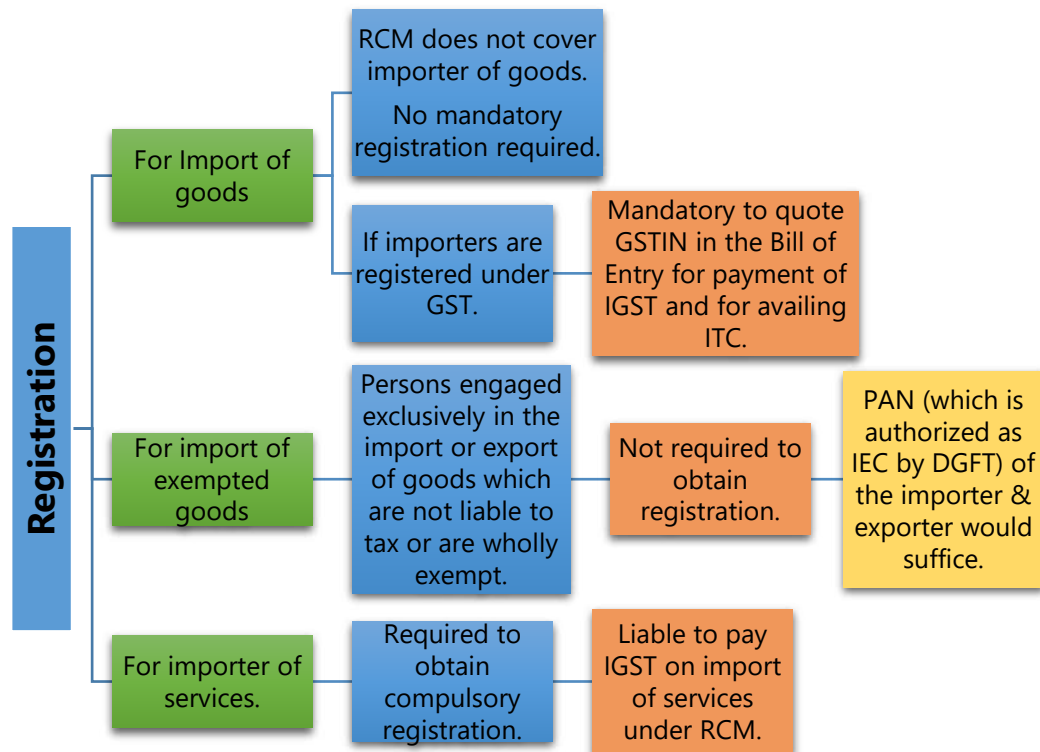 Registration
For Import of
goods
RCM does not cover
importer of goods.
No mandatory
registration required.
If importers are
registered under
GST.
Mandatory to quote
GSTIN in the Bill of
Entry for payment of
IGST and for availing
ITC.
For import of
exempted
goods
Persons engaged
exclusively in the
import or export
of goods which
are not liable to
tax or are wholly
exempt.
Not required to
obtain
registration.
PAN (which is
authorized as
IEC by DGFT) of
the importer &
exporter would
suffice.
For importer of
services.
Required to
obtain
compulsory
registration.
Liable to pay
IGST on import
of services
under RCM.